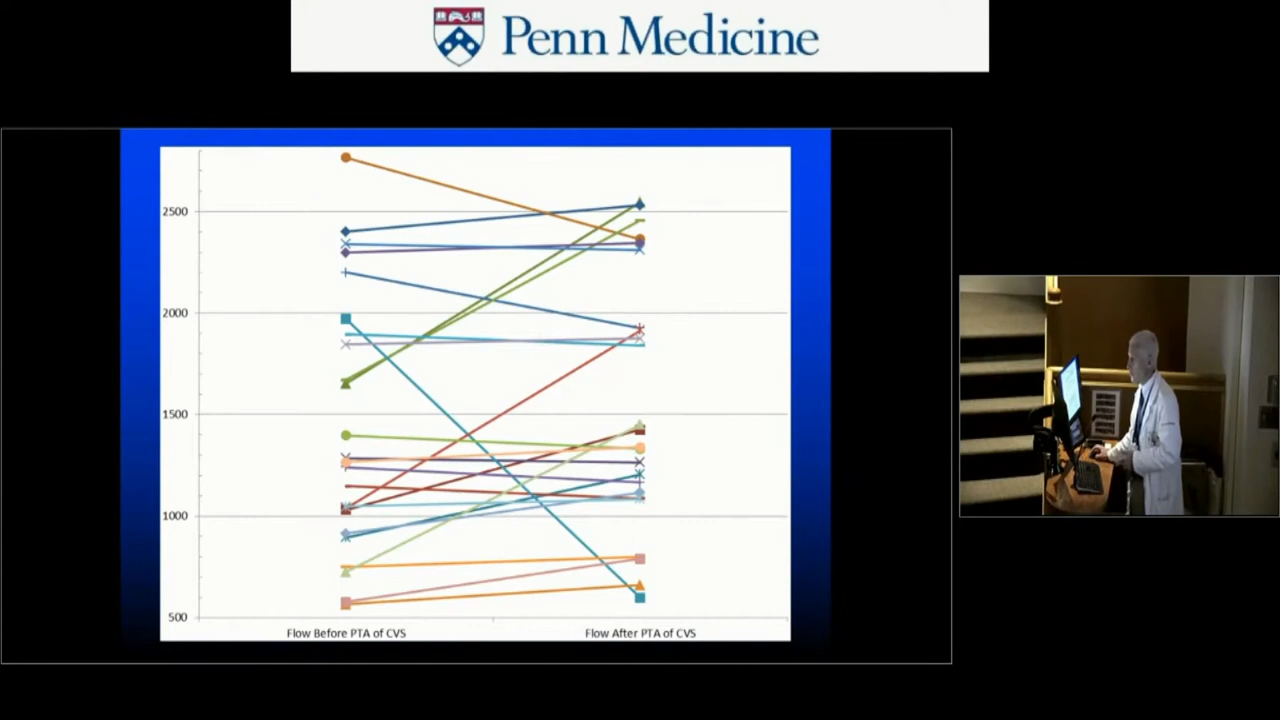 Penn Medicine
2500
2000
1500
1000
500
Flow Before PTA of CVS
Flow After PTA of CVS